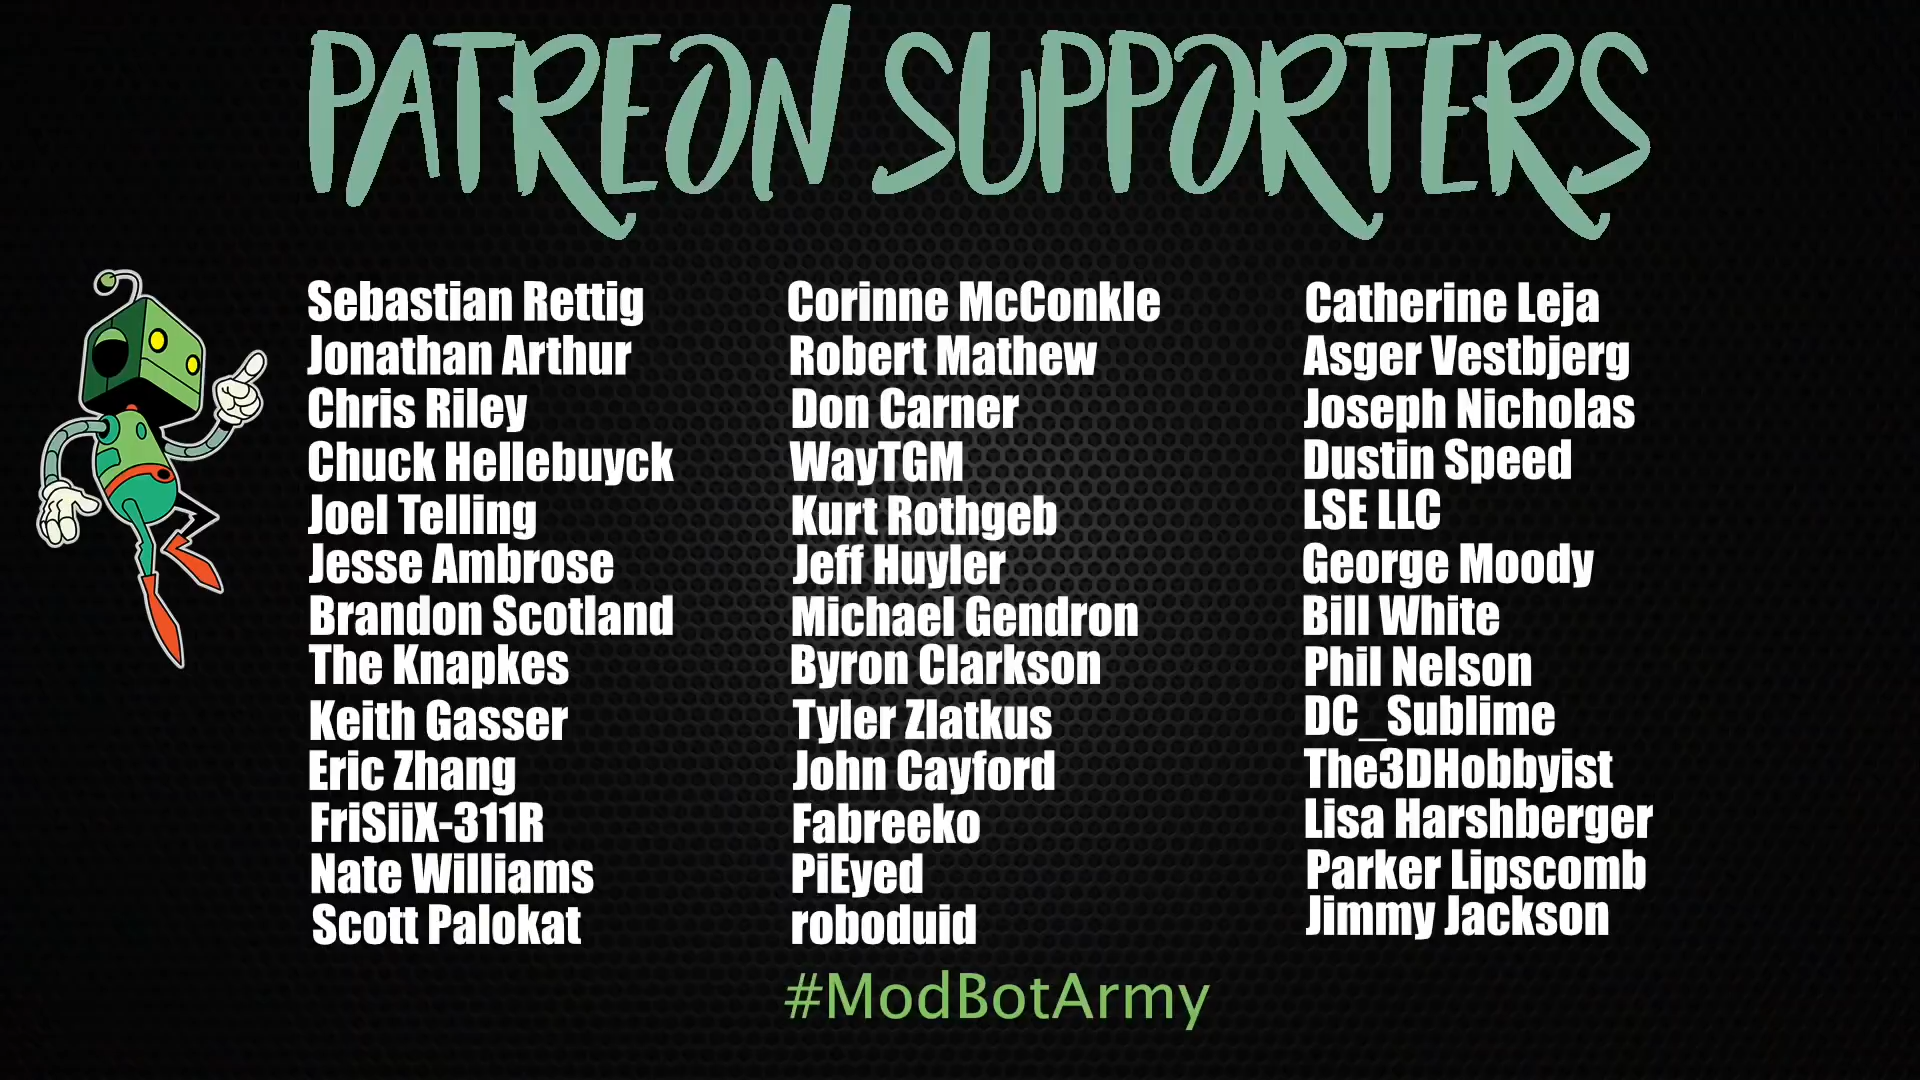 PATREON SUPPORTERS
Sebastian Rettig
Jonathan Arthur
Chris Riley
Chuck Hellebuyck
Joel Telling
Jesse Ambrose
Brandon Scotland
The Knapkes
Keith Gasser
Eric Zhang
FriSiiX-311R
Nate Williams
Scott Palokat
Corinne McConkle
Robert Mathew
Don Carner
WayTGM
Kurt Rothgeb
Jeff Huyler
Michael Gendron
Byron Clarkson
Tyler Zlatkus
John Cayford
Fabreeko
PiEyed
roboduid
Catherine Leja
Asger Vestbjerg
Joseph Nicholas
Dustin Speed
LSE LLC
George Moody
Bill White
Phil Nelson
DC_Sublime
The3DHobbyist
Lisa Harshberger
Parker Lipscomb
Jimmy Jackson
#ModBotArmy